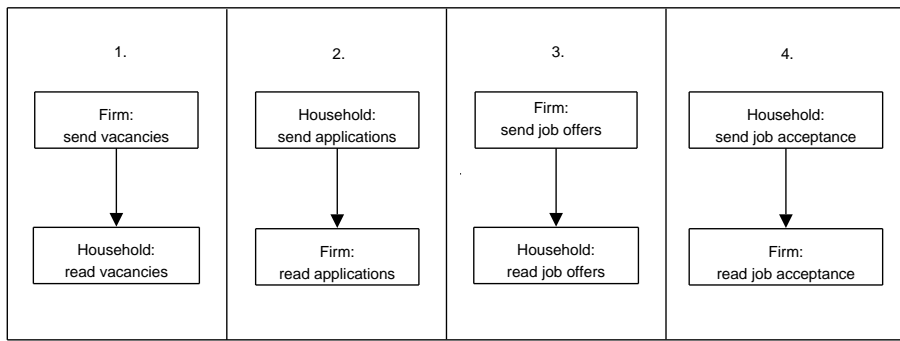 1.
Firm:
send vacancies
Household:
read vacancies
2.
Household:
send applications
Firm:
read applications
3.
Firm:
send job offers
Household:
read job offers
4.
Household:
send job acceptance
Firm:
read job acceptance